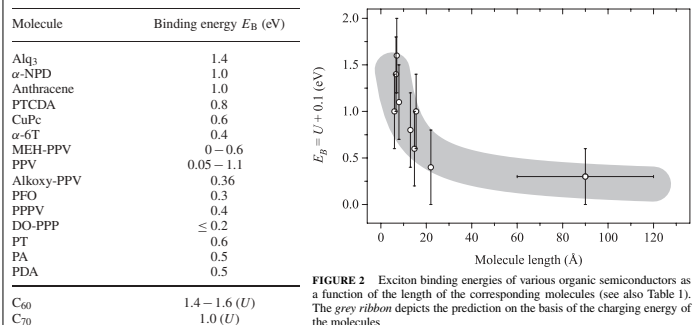 Molecule Binding energy E_B (eV)
Alq₃ 1.4
α-NPD 1.0
Anthracene 1.0
PTCDA 0.8
CuPc 0.6
α-6T 0.4
MEH-PPV 0 – 0.6
PPV 0.05 – 1.1
Alkoxy-PPV 0.36
PFO 0.3
PPPV 0.4
DO-PPP ≤ 0.2
PT 0.6
PA 0.5
PDA 0.5
C₆₀ 1.4 – 1.6 (U)
C₇₀ 1.0 (U)
E_B = U + 0.1 (eV)
2.0
1.5
1.0
0.5
0.0
0 20 40 60 80 100 120
Molecule length (Å)
FIGURE 2 Exciton binding energies of various organic semiconductors as
a function of the length of the corresponding molecules (see also Table 1).
The grey ribbon depicts the prediction on the basis of the charging energy of
the molecules